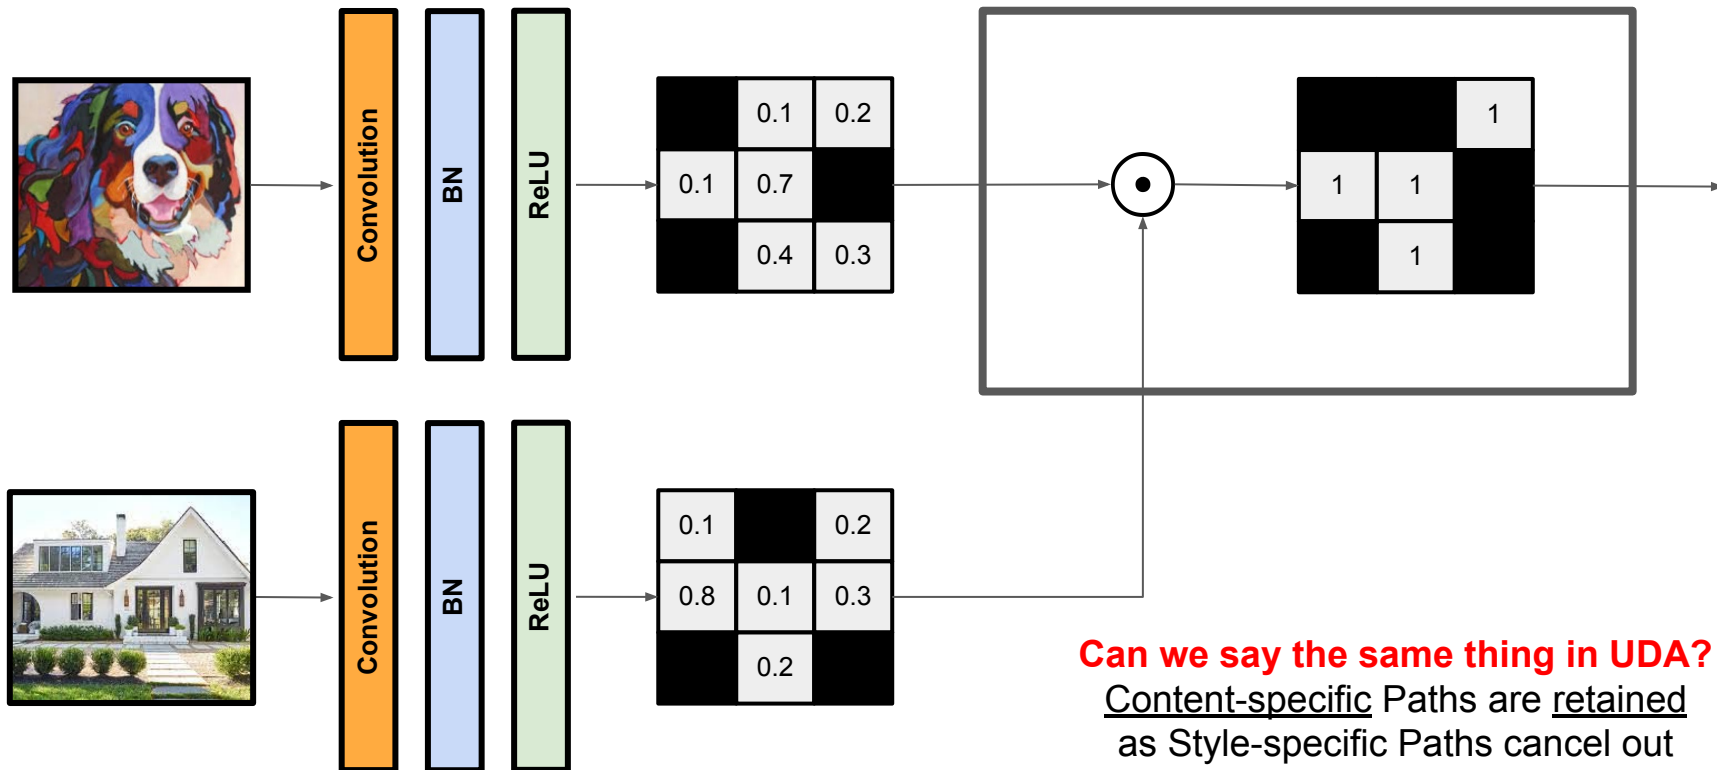 Convolution
BN
ReLU
0.1 0.2
0.1 0.7
0.4 0.3
1
1 1
1
Convolution
BN
ReLU
0.1 0.2
0.8 0.1 0.3
0.2
Can we say the same thing in UDA?
Content-specific Paths are retained
as Style-specific Paths cancel out